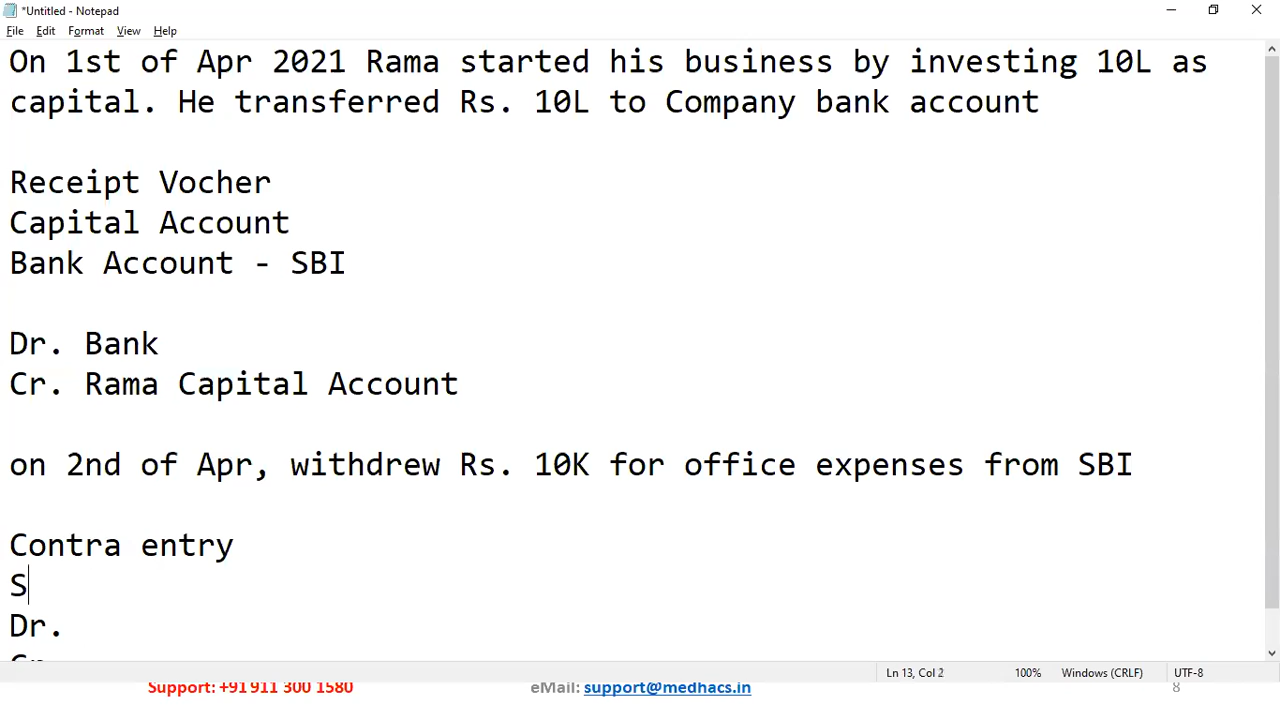 *Untitled - Notepad
File Edit Format View Help
On 1st of Apr 2021 Rama started his business by investing 10L as
capital. He transferred Rs. 10L to Company bank account
Receipt Vocher
Capital Account
Bank Account - SBI
Dr. Bank
Cr. Rama Capital Account
on 2nd of Apr, withdrew Rs. 10K for office expenses from SBI
Contra entry
S
Dr.
Ln 13, Col 2 100% Windows (CRLF) UTF-8
Support: +91 911 300 1580 eMail: support@medhacs.in 8